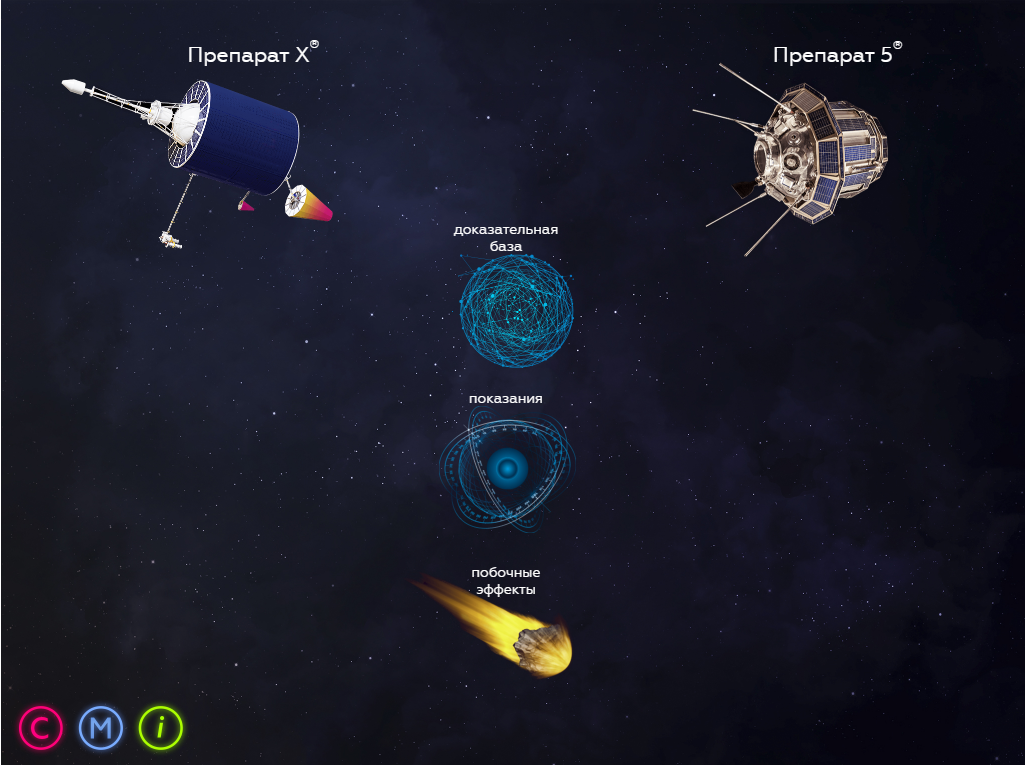 Препарат X®
Препарат 5®
доказательная
база
показания
побочные
эффекты
C M i